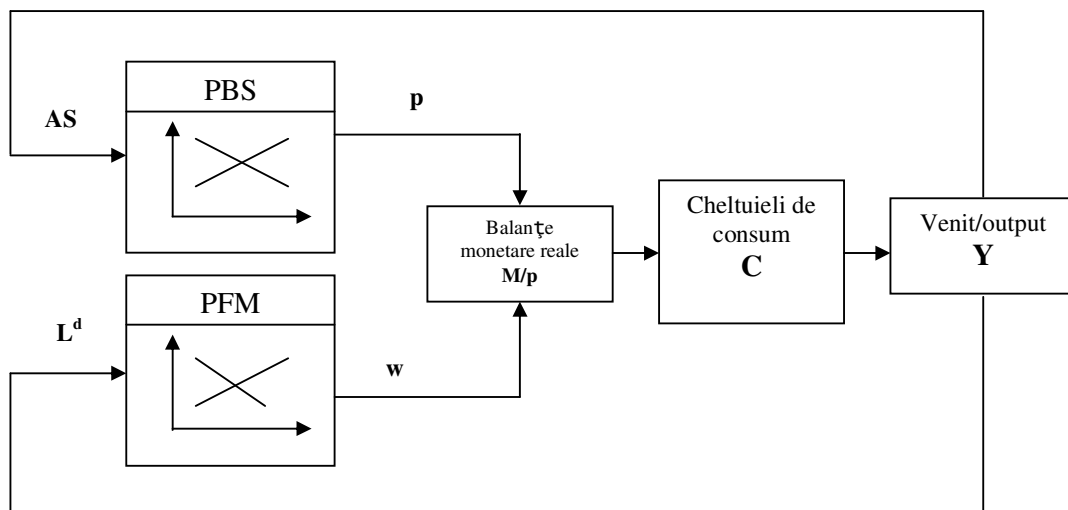 PBS
p
AS
Cheltuieli de
consum
C
Balanţe
monetare reale
M/p
Venit/output
Y
PFM
L^d
w